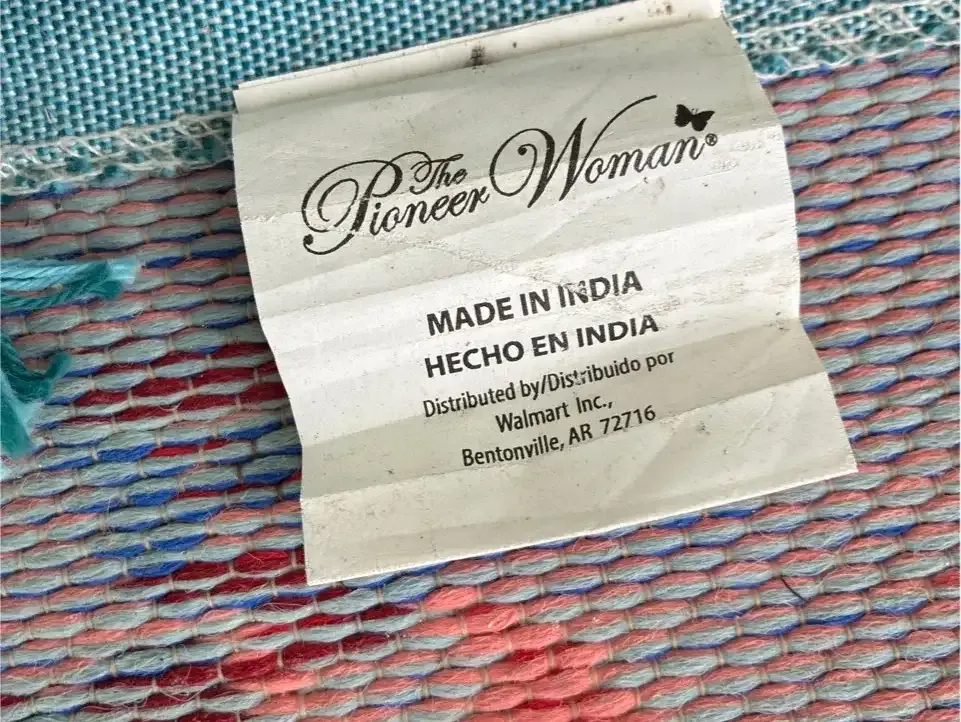 The
Pioneer Woman®
MADE IN INDIA
HECHO EN INDIA
Distributed by/Distribuido por
Walmart Inc.,
Bentonville, AR 72716